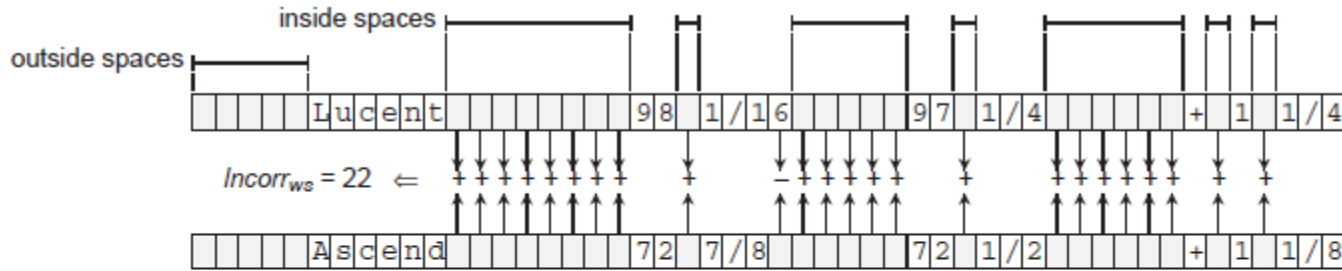 inside spaces
outside spaces
Lucent 98 1/16 97 1/4 + 1 1/4
Incorrws = 22 ⇐ + + + + + + + + + − + + + + + + + + + + + + + +
Ascend 72 7/8 72 1/2 + 1 1/8